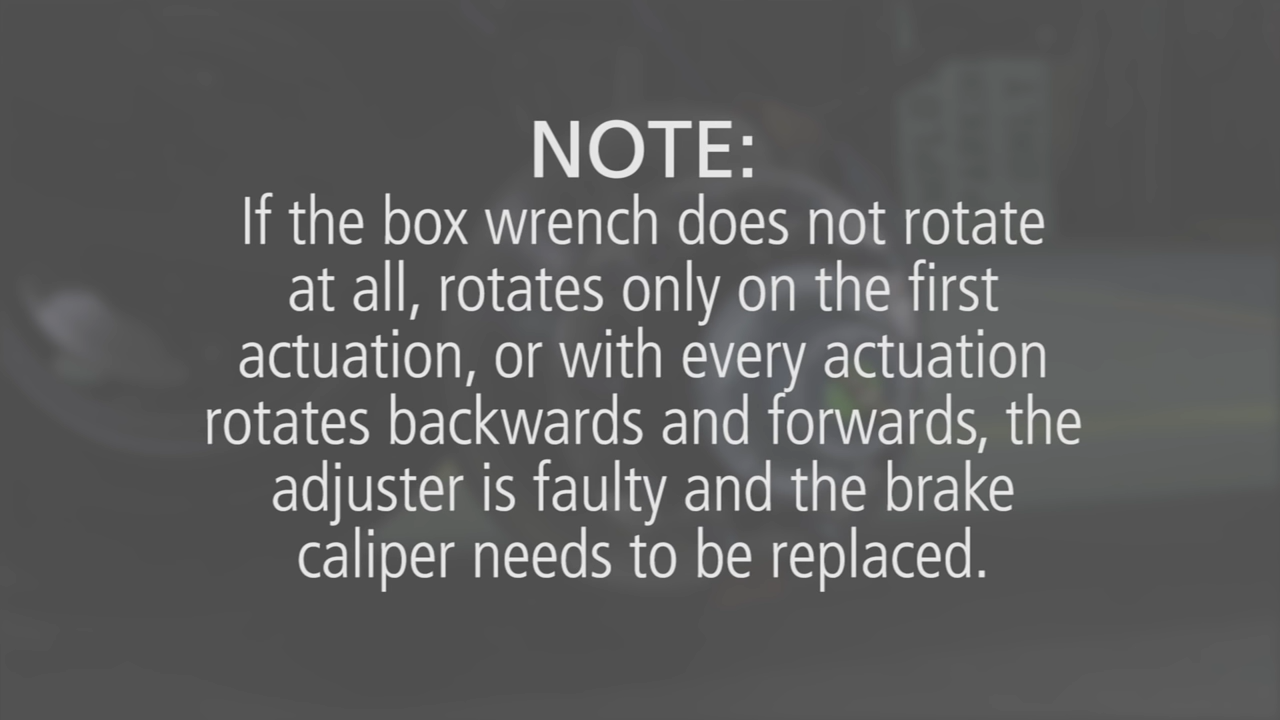 NOTE:
If the box wrench does not rotate
at all, rotates only on the first
actuation, or with every actuation
rotates backwards and forwards, the
adjuster is faulty and the brake
caliper needs to be replaced.